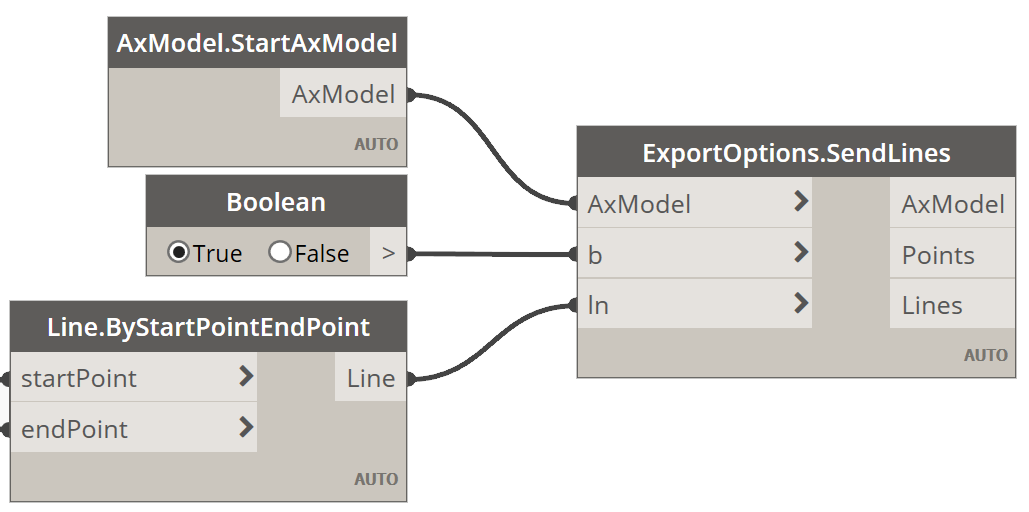 AxModel.StartAxModel
AxModel
AUTO
Boolean
True False >
Line.ByStartPointEndPoint
startPoint Line
endPoint
AUTO
ExportOptions.SendLines
AxModel AxModel
b Points
ln Lines
AUTO